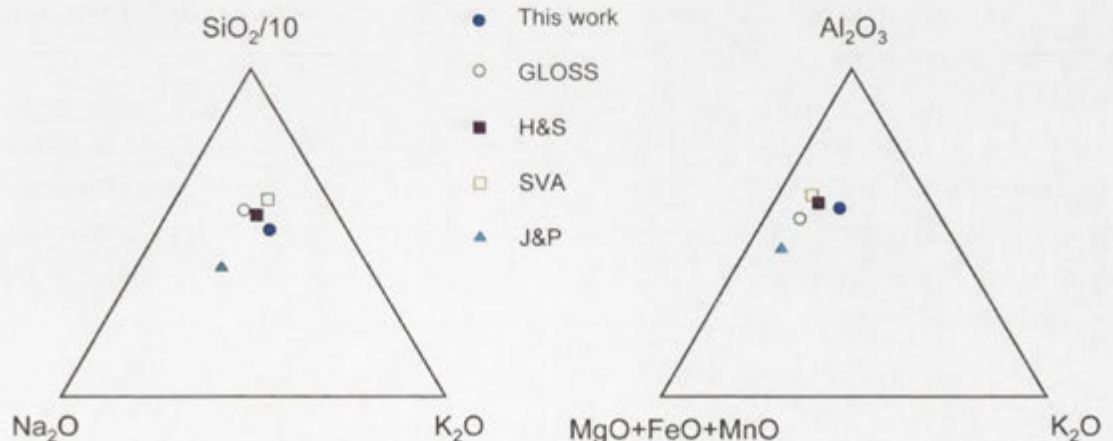 SiO₂/10
Na₂O
K₂O
This work
GLOSS
H&S
SVA
J&P
Al₂O₃
MgO+FeO+MnO
K₂O